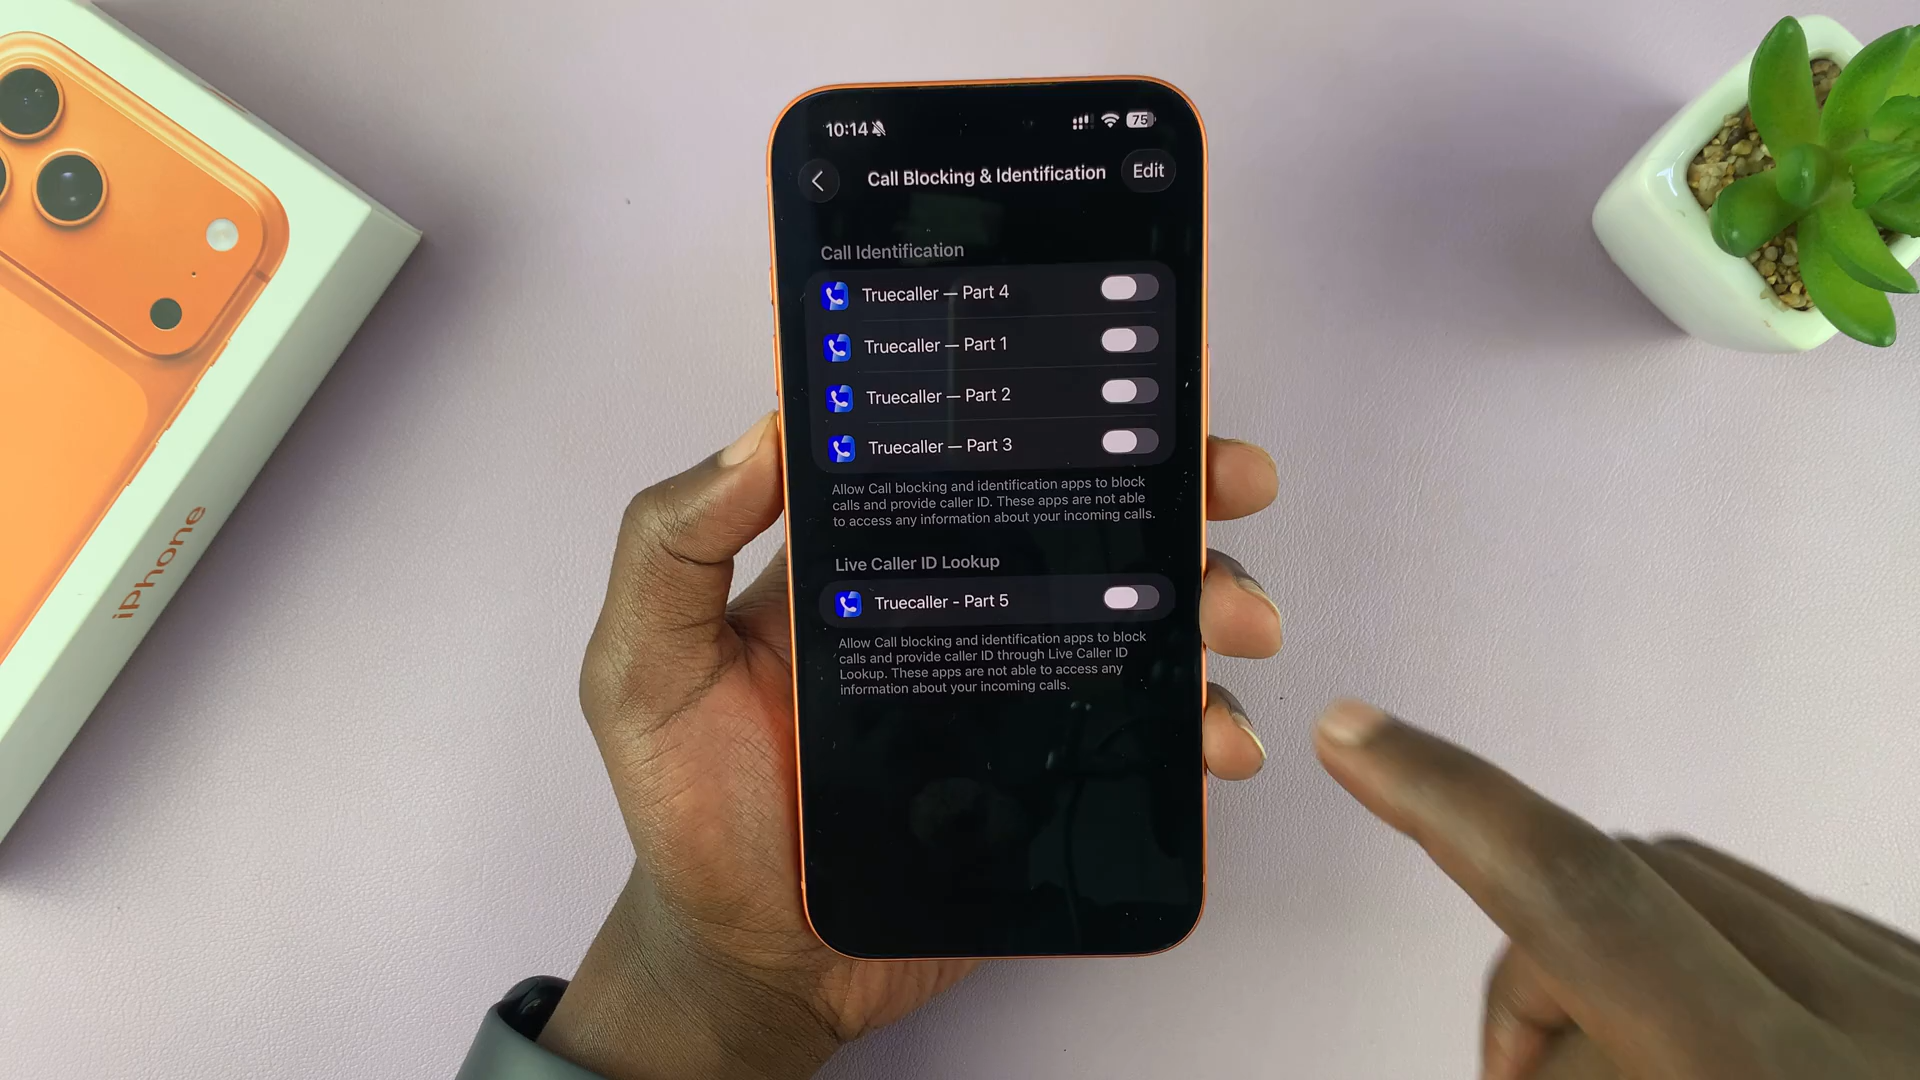 10:14
75
Call Blocking & Identification
Edit
Call Identification
Truecaller — Part 4
Truecaller — Part 1
Truecaller — Part 2
Truecaller — Part 3
Allow Call blocking and identification apps to block
calls and provide caller ID. These apps are not able
to access any information about your incoming calls.
Live Caller ID Lookup
Truecaller - Part 5
Allow Call blocking and identification apps to block
calls and provide caller ID through Live Caller ID
Lookup. These apps are not able to access any
information about your incoming calls.
iPhone